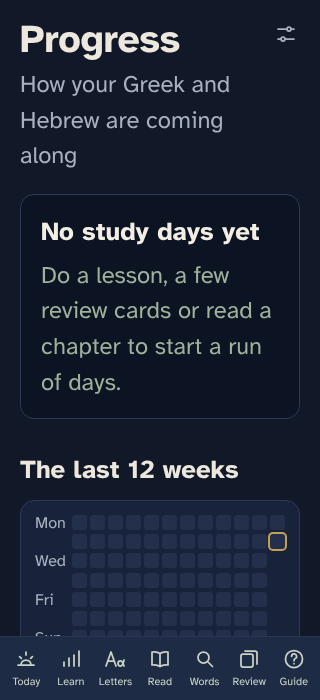 Progress
How your Greek and
Hebrew are coming
along
No study days yet
Do a lesson, a few
review cards or read a
chapter to start a run
of days.
The last 12 weeks
Mon
Wed
Fri
Sun
Today
Learn
Aα
Letters
Read
Words
Review
?
Guide